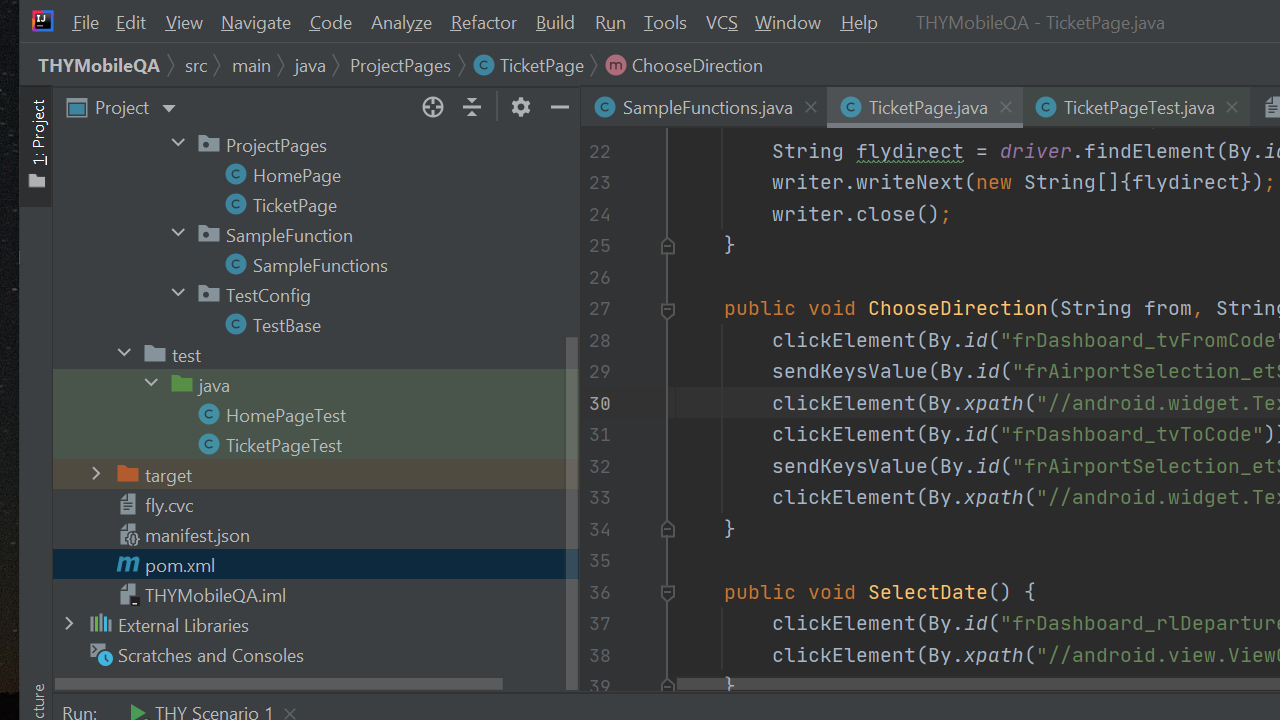 File Edit View Navigate Code Analyze Refactor Build Run Tools VCS Window Help THYMobileQA - TicketPage.java
THYMobileQA src main java ProjectPages TicketPage ChooseDirection
1: Project
Project
ProjectPages
HomePage
TicketPage
SampleFunction
SampleFunctions
TestConfig
TestBase
test
java
HomePageTest
TicketPageTest
target
fly.cvc
manifest.json
pom.xml
THYMobileQA.iml
External Libraries
Scratches and Consoles
SampleFunctions.java TicketPage.java TicketPageTest.java
22 String flydirect = driver.findElement(By.id
23 writer.writeNext(new String[]{flydirect});
24 writer.close();
25 }
26
27 public void ChooseDirection(String from, String
28 clickElement(By.id("frDashboard_tvFromCode"
29 sendKeysValue(By.id("frAirportSelection_etS
30 clickElement(By.xpath("//android.widget.Tex
31 clickElement(By.id("frDashboard_tvToCode"))
32 sendKeysValue(By.id("frAirportSelection_etS
33 clickElement(By.xpath("//android.widget.Tex
34 }
35
36 public void SelectDate() {
37 clickElement(By.id("frDashboard_rlDeparture
38 clickElement(By.xpath("//android.view.ViewG
39 }
cture
Run: THY Scenario 1